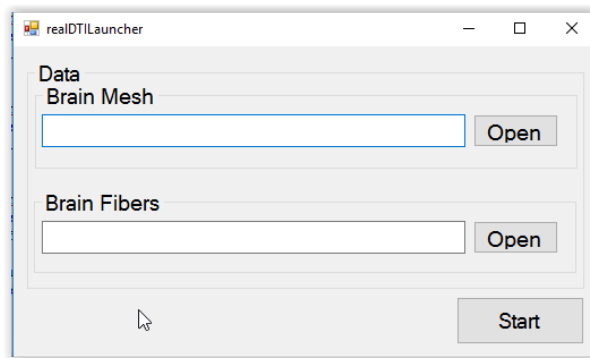 realDTILauncher
Data
Brain Mesh
Open
Brain Fibers
Open
Start